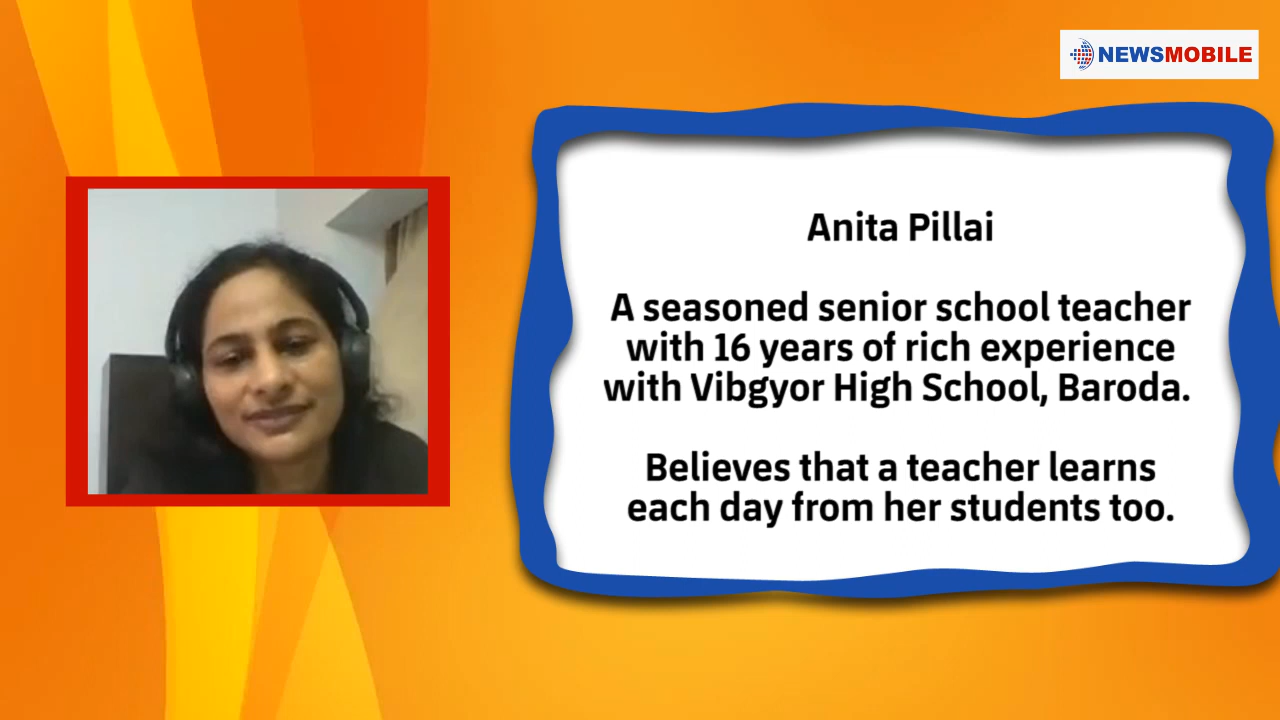 NEWSMOBILE
Anita Pillai
A seasoned senior school teacher
with 16 years of rich experience
with Vibgyor High School, Baroda.
Believes that a teacher learns
each day from her students too.